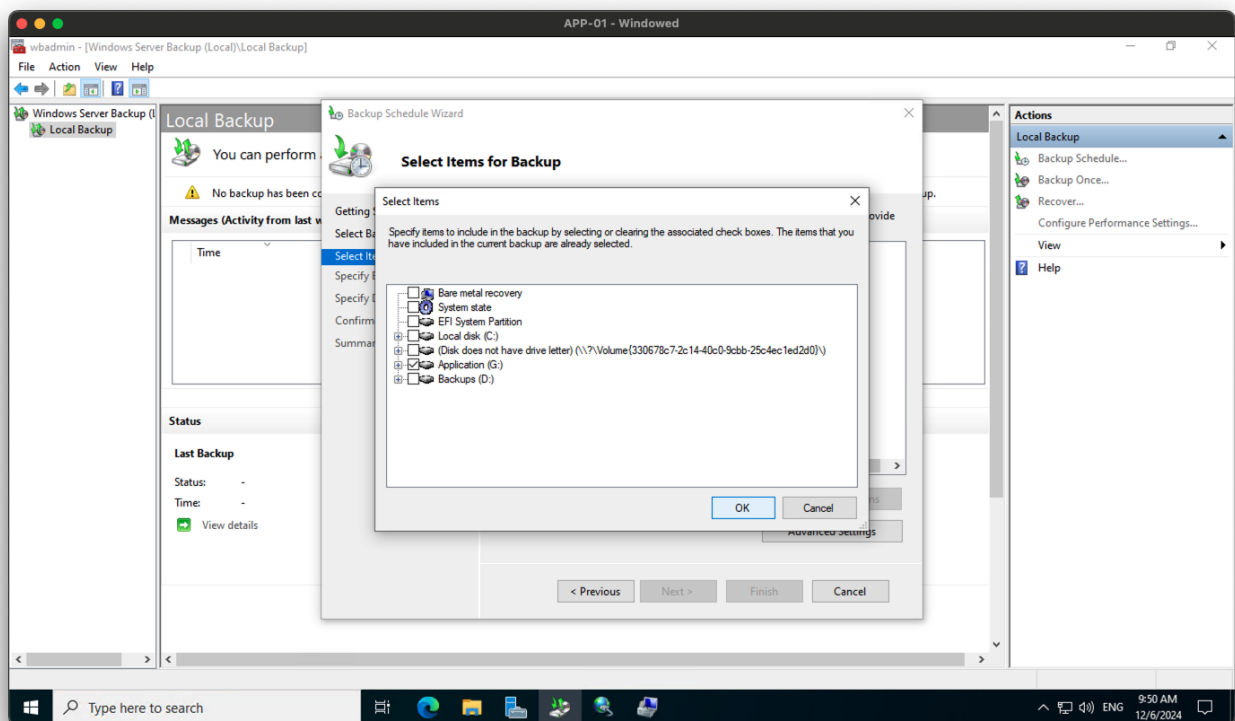 APP-01 - Windowed
wbadmin - [Windows Server Backup (Local)\Local Backup]
File Action View Help
Windows Server Backup (L
Local Backup
Local Backup
You can perform
No backup has been co
up.
Messages (Activity from last w
Time
Status
Last Backup
Status: -
Time: -
View details
Backup Schedule Wizard
Select Items for Backup
Getting
Select Ba
Select Ite
Specify
Specify
Confirm
Summar
ovide
Select Items
Specify items to include in the backup by selecting or clearing the associated check boxes. The items that you
have included in the current backup are already selected.
Bare metal recovery
System state
EFI System Partition
Local disk (C:)
(Disk does not have drive letter) (\\?\Volume{330678c7-2c14-40c0-9cbb-25c4ec1ed2d0}\)
Application (G:)
Backups (D:)
OK Cancel
Advanced Settings
< Previous Next > Finish Cancel
Actions
Local Backup
Backup Schedule...
Backup Once...
Recover...
Configure Performance Settings...
View
Help
Type here to search
ENG
9:50 AM
12/6/2024